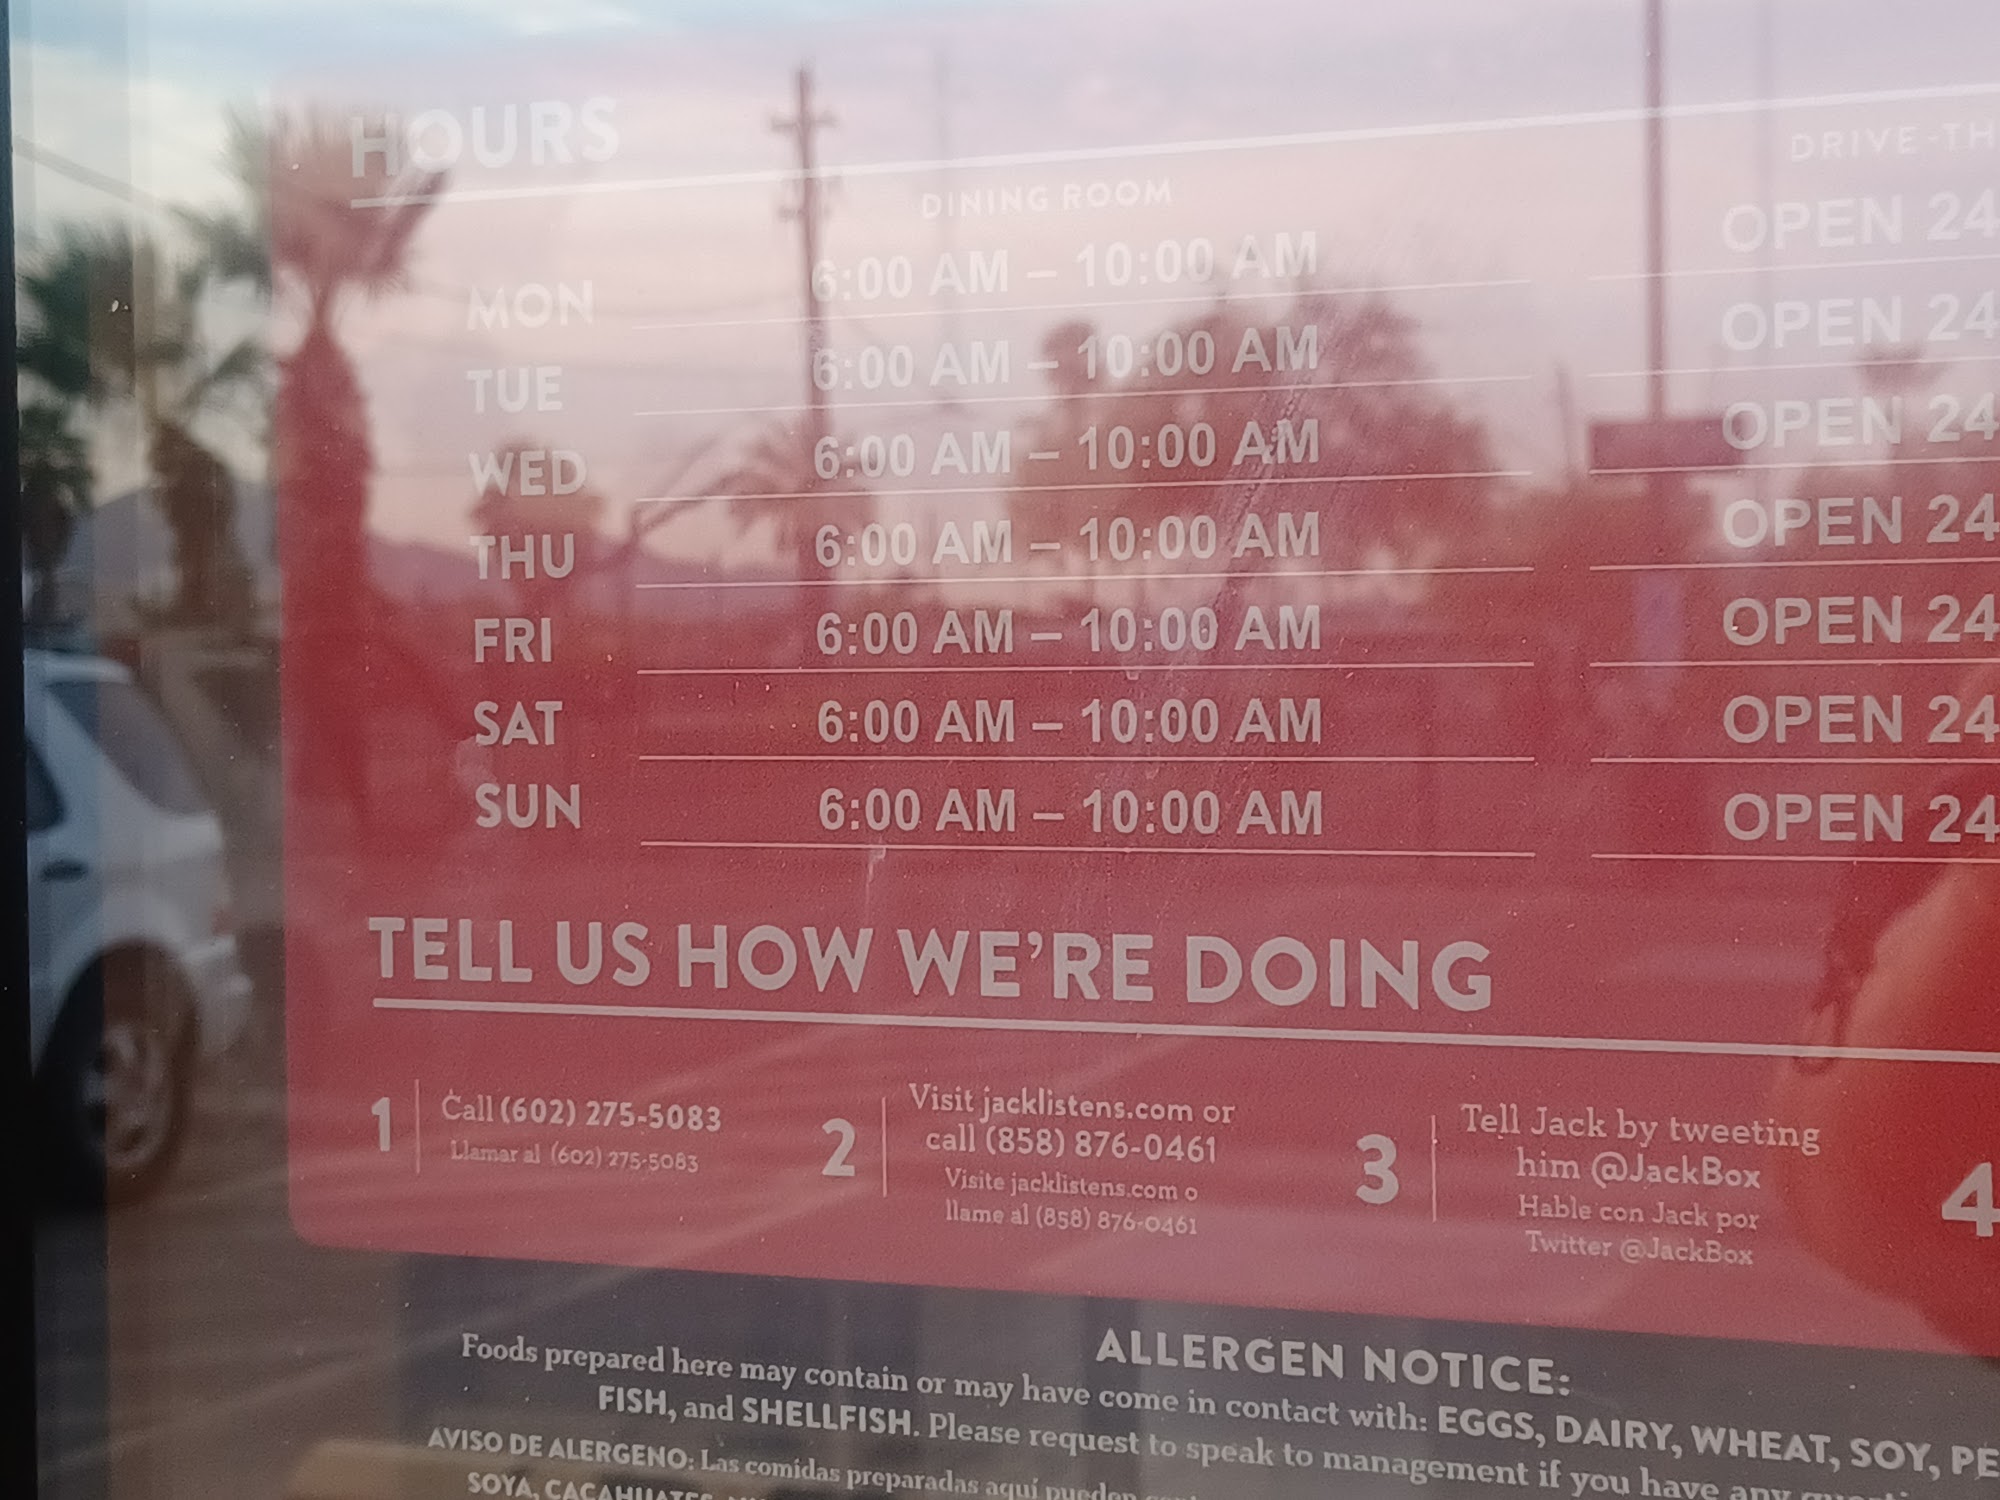 HOURS
DINING ROOM
DRIVE-TH
MON 6:00 AM – 10:00 AM OPEN 24
TUE 6:00 AM – 10:00 AM OPEN 24
WED 6:00 AM – 10:00 AM OPEN 24
THU 6:00 AM – 10:00 AM OPEN 24
FRI 6:00 AM – 10:00 AM OPEN 24
SAT 6:00 AM – 10:00 AM OPEN 24
SUN 6:00 AM – 10:00 AM OPEN 24
TELL US HOW WE'RE DOING
1
Call (602) 275-5083
Llamar al (602) 275-5083
2
Visit jacklistens.com or
call (858) 876-0461
Visite jacklistens.com o
llame al (858) 876-0461
3
Tell Jack by tweeting
him @JackBox
Hable con Jack por
Twitter @JackBox
4
ALLERGEN NOTICE:
Foods prepared here may contain or may have come in contact with: EGGS, DAIRY, WHEAT, SOY, PE
FISH, and SHELLFISH. Please request to speak to management if you have any
AVISO DE ALERGENO: Las comidas preparadas aquí pueden
SOYA, CACAHUATES,